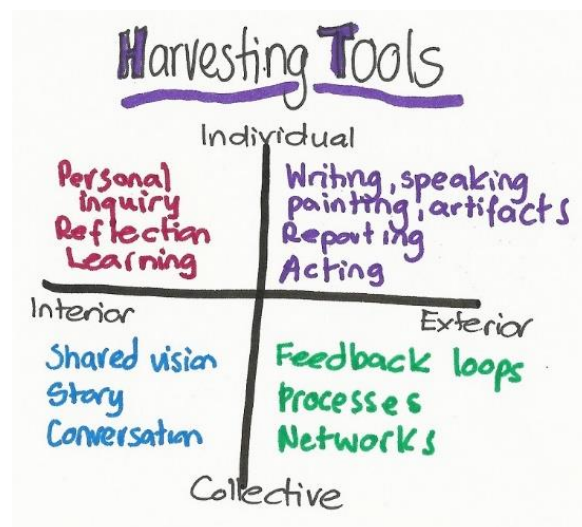 Harvesting Tools
Individual
Personal
inquiry
Reflection
Learning
Writing, speaking
painting, artifacts
Reporting
Acting
Interior
Exterior
Shared vision
Story
Conversation
Feedback loops
Processes
Networks
Collective